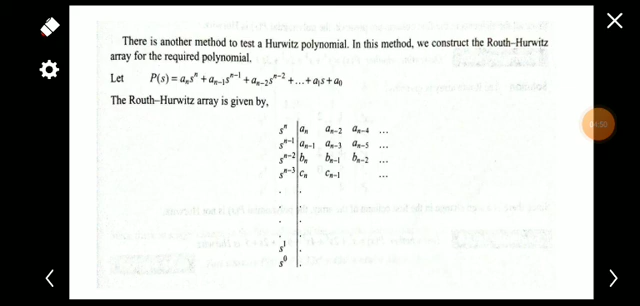 There is another method to test a Hurwitz polynomial. In this method, we construct the Routh–Hurwitz
array for the required polynomial.
Let P(s) = aₙsⁿ + aₙ₋₁sⁿ⁻¹ + aₙ₋₂sⁿ⁻² + ... + a₁s + a₀
The Routh–Hurwitz array is given by,
sⁿ | aₙ aₙ₋₂ aₙ₋₄ ...
sⁿ⁻¹ | aₙ₋₁ aₙ₋₃ aₙ₋₅ ...
sⁿ⁻² | bₙ bₙ₋₁ bₙ₋₂ ...
sⁿ⁻³ | cₙ cₙ₋₁ ...
s¹
s⁰
04:50